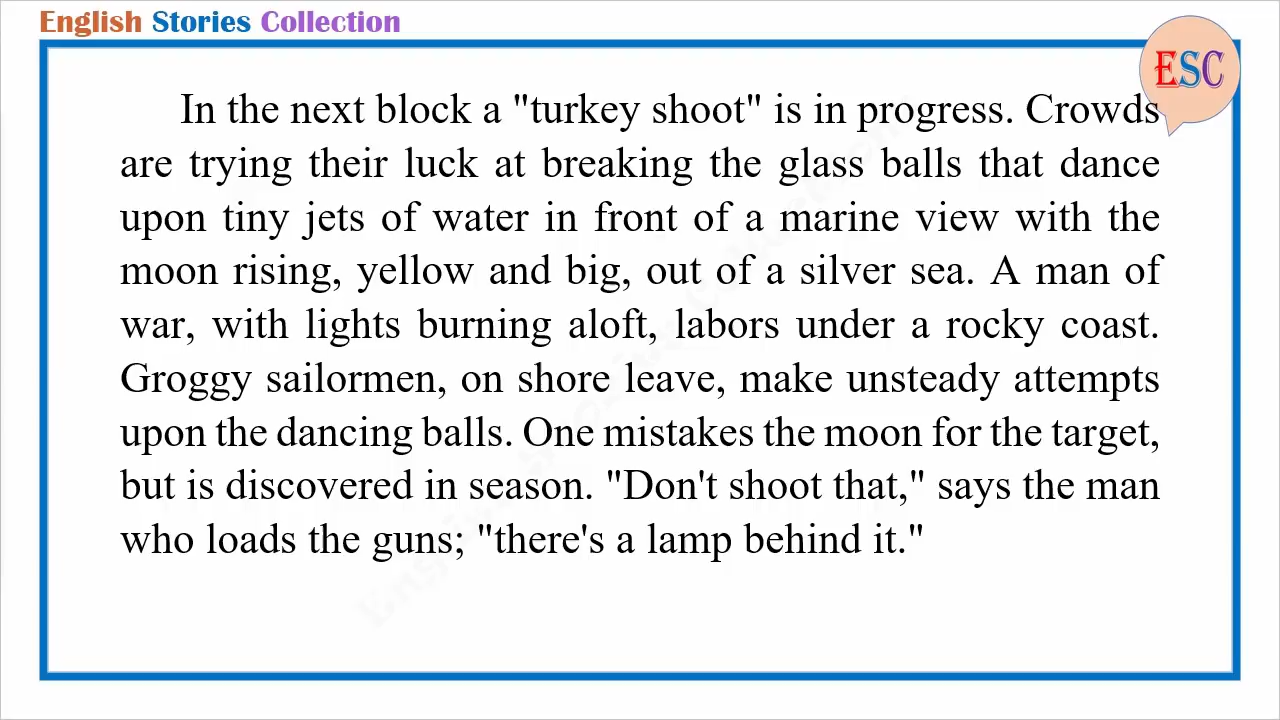 English Stories Collection
ESC
In the next block a "turkey shoot" is in progress. Crowds
are trying their luck at breaking the glass balls that dance
upon tiny jets of water in front of a marine view with the
moon rising, yellow and big, out of a silver sea. A man of
war, with lights burning aloft, labors under a rocky coast.
Groggy sailormen, on shore leave, make unsteady attempts
upon the dancing balls. One mistakes the moon for the target,
but is discovered in season. "Don't shoot that," says the man
who loads the guns; "there's a lamp behind it."